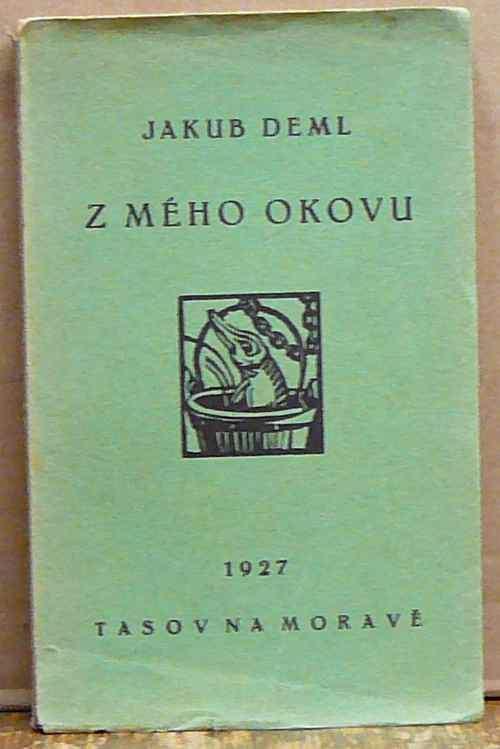 JAKUB DEML
Z MÉHO OKOVU
1927
TASOV NA MORAVĚ